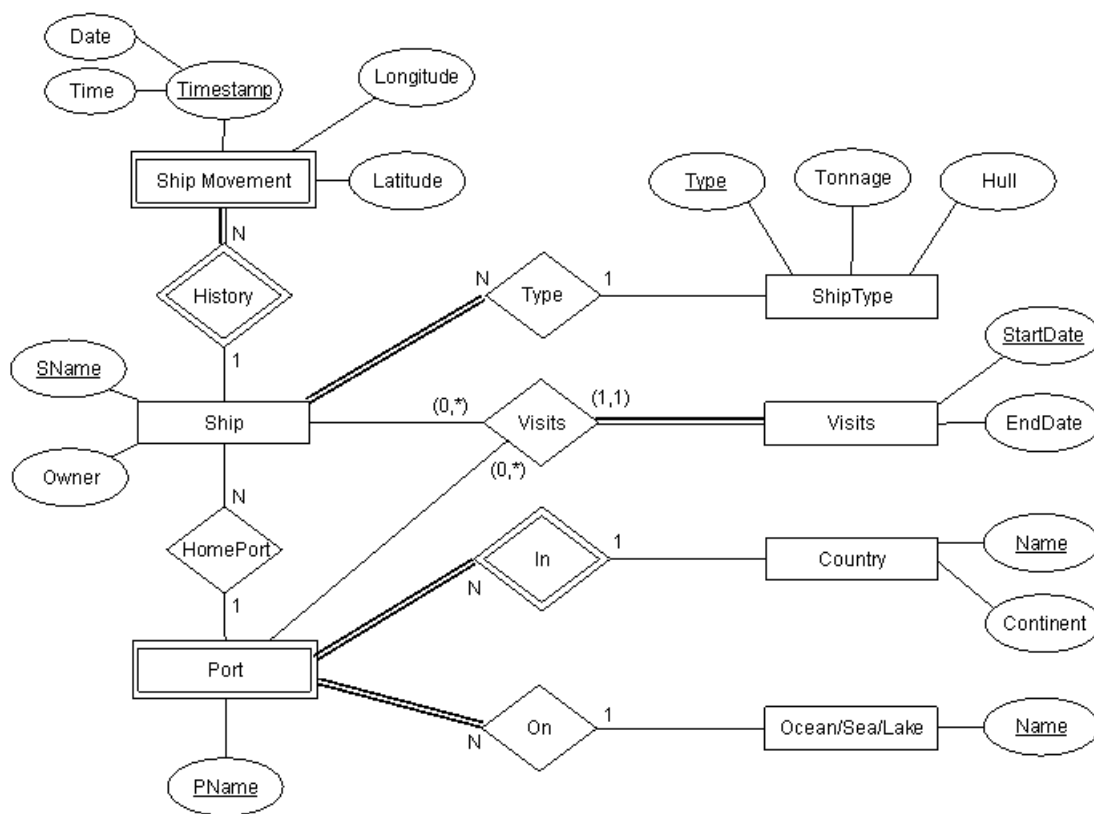 Date
Longitude
Time
Timestamp
Ship Movement
Latitude
Type
Tonnage
Hull
N
History
N
Type
1
ShipType
StartDate
SName
1
Ship
(0,*)
Visits
(1,1)
Visits
EndDate
Owner
(0,*)
N
HomePort
In
1
Country
Name
N
1
Continent
Port
On
1
Ocean/Sea/Lake
Name
N
PName